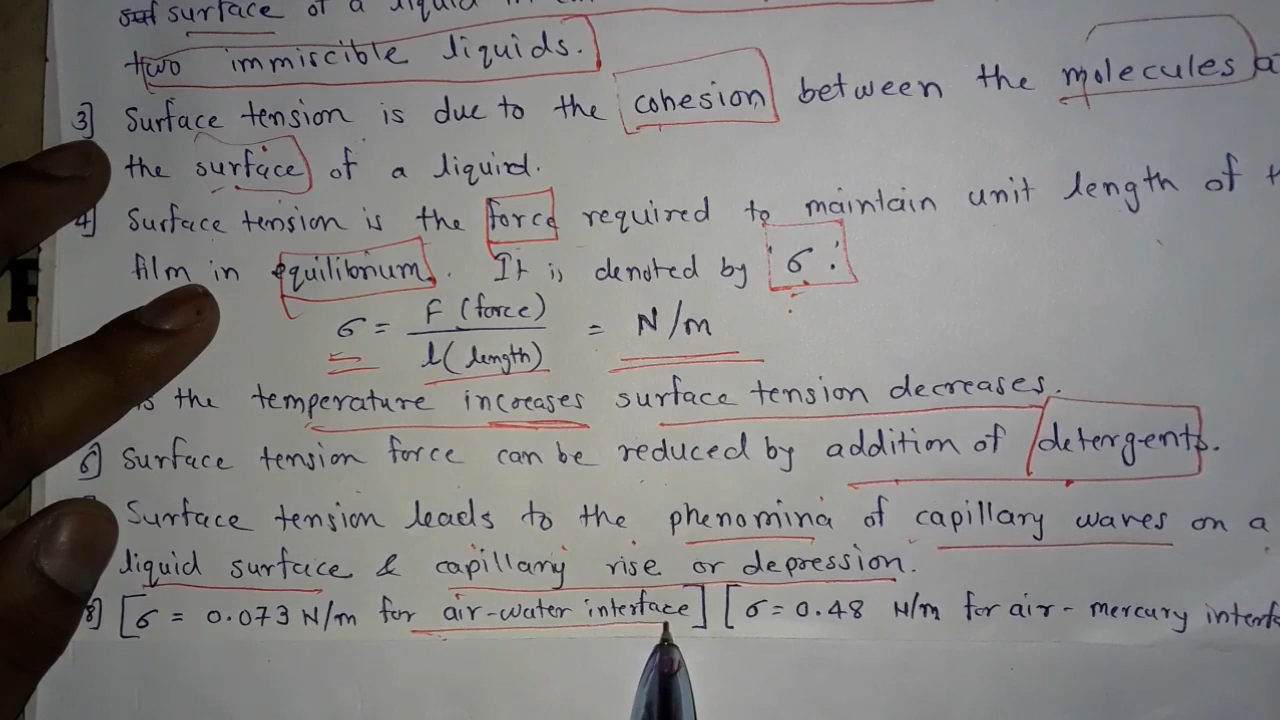 surface of a liquid in
two immiscible liquids.
3] Surface tension is due to the cohesion between the molecules a
the surface of a liquid.
4] Surface tension is the force required to maintain unit length of t
film in equilibrium. It is denoted by 'σ'.
σ = F (force) / l (length) = N/m
the temperature increases surface tension decreases.
6] Surface tension force can be reduced by addition of detergents.
Surface tension leads to the phenomina of capillary waves on a
liquid surface & capillary rise or depression.
8] [σ = 0.073 N/m for air-water interface] [σ = 0.48 N/m for air-mercury interf